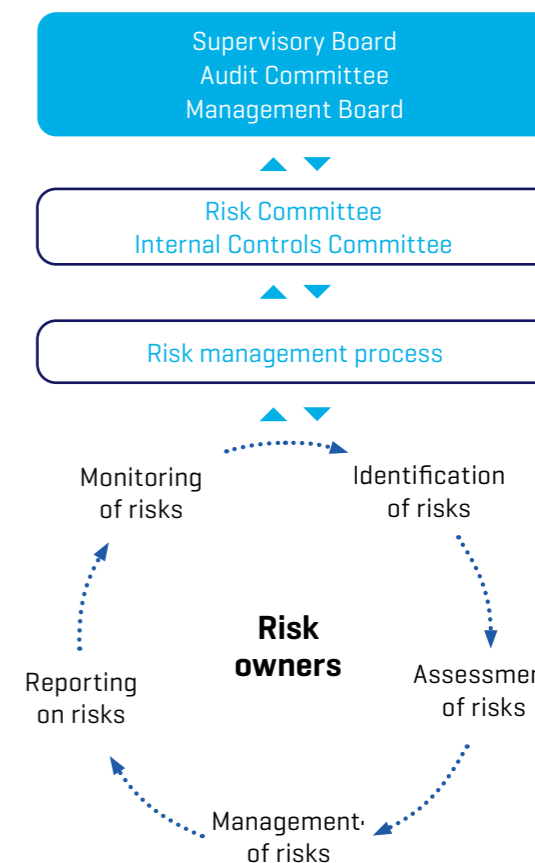 Supervisory Board
Audit Committee
Management Board
Risk Committee
Internal Controls Committee
Risk management process
Monitoring
of risks
Identification
of risks
Risk
owners
Reporting
on risks
Assessmen
of risks
Management
of risks